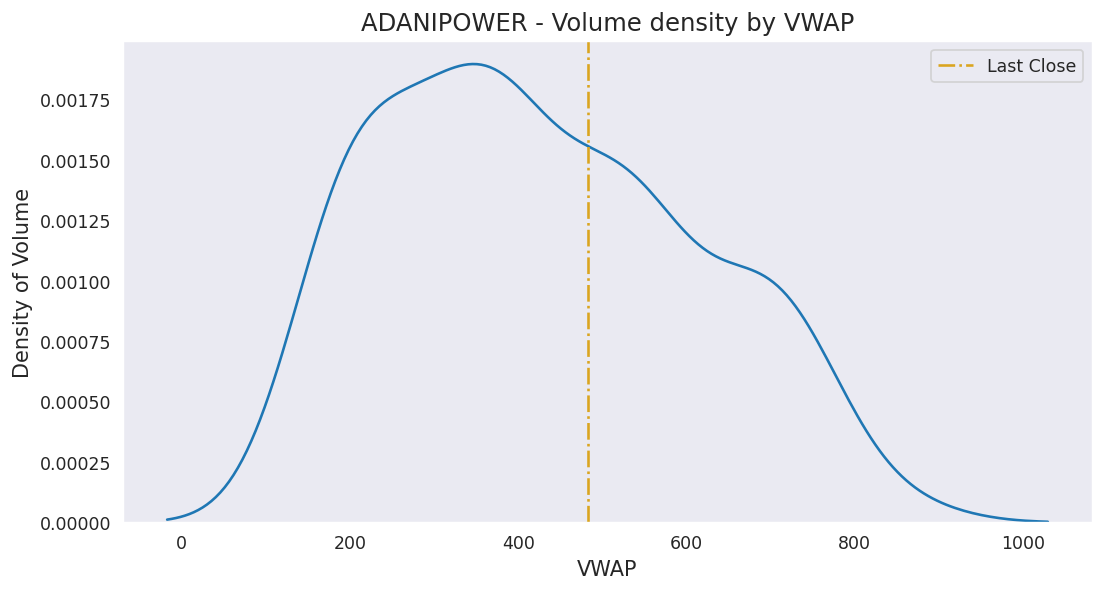 ADANIPOWER - Volume density by VWAP
Last Close
Density of Volume
0.00175
0.00150
0.00125
0.00100
0.00075
0.00050
0.00025
0.00000
0 200 400 600 800 1000
VWAP